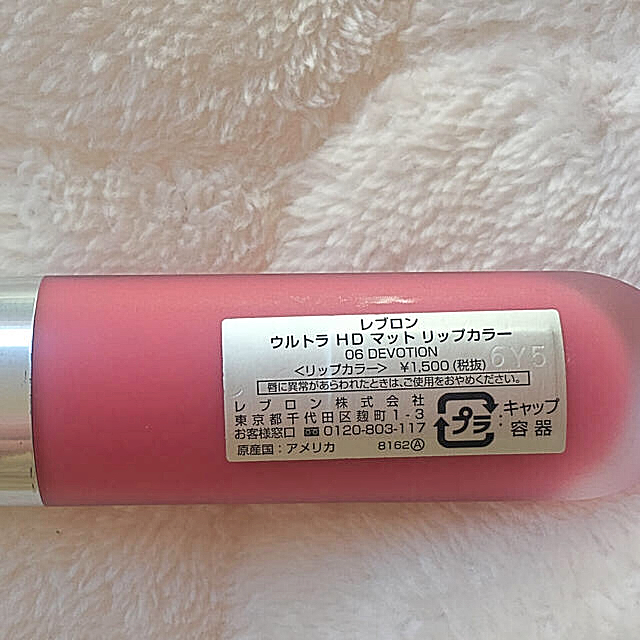 レブロン
ウルトラ HD マット リップカラー
06 DEVOTION
＜リップカラー＞ ￥1,500 (税抜)
唇に異常があらわれたときは、ご使用をおやめください。
レブロン株式会社
東京都千代田区麹町1-3
お客様窓口 0120-803-117
原産国：アメリカ 8162Ⓐ
プラ ：キャップ
：容器
6Y5